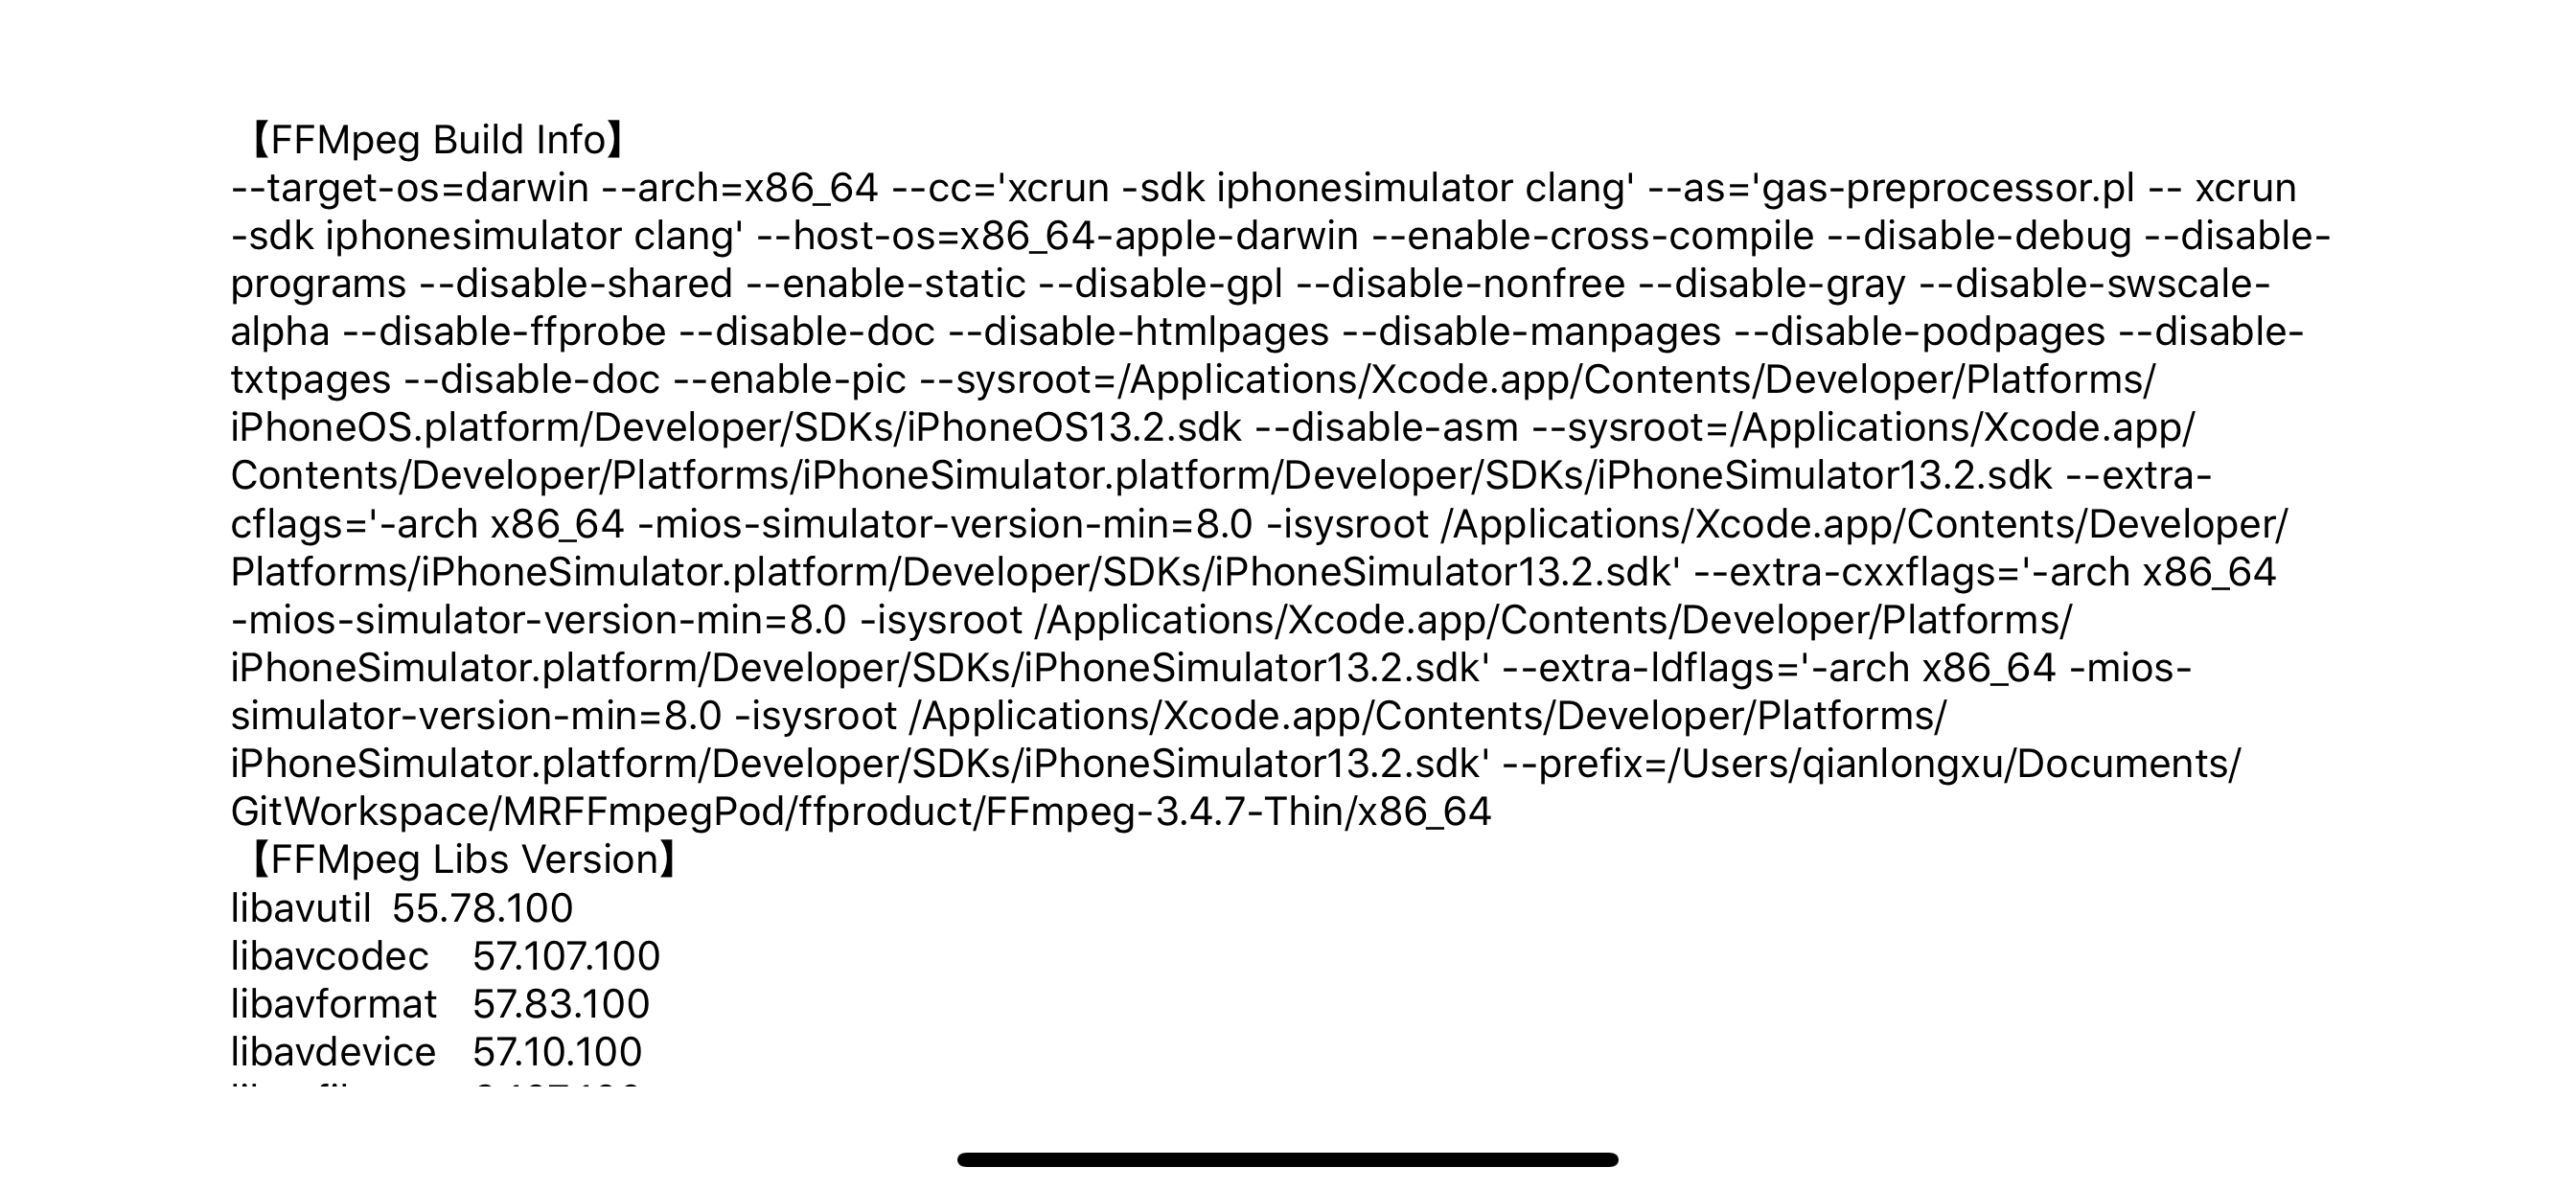 【FFMpeg Build Info】
--target-os=darwin --arch=x86_64 --cc='xcrun -sdk iphonesimulator clang' --as='gas-preprocessor.pl -- xcrun
-sdk iphonesimulator clang' --host-os=x86_64-apple-darwin --enable-cross-compile --disable-debug --disable-
programs --disable-shared --enable-static --disable-gpl --disable-nonfree --disable-gray --disable-swscale-
alpha --disable-ffprobe --disable-doc --disable-htmlpages --disable-manpages --disable-podpages --disable-
txtpages --disable-doc --enable-pic --sysroot=/Applications/Xcode.app/Contents/Developer/Platforms/
iPhoneOS.platform/Developer/SDKs/iPhoneOS13.2.sdk --disable-asm --sysroot=/Applications/Xcode.app/
Contents/Developer/Platforms/iPhoneSimulator.platform/Developer/SDKs/iPhoneSimulator13.2.sdk --extra-
cflags='-arch x86_64 -mios-simulator-version-min=8.0 -isysroot /Applications/Xcode.app/Contents/Developer/
Platforms/iPhoneSimulator.platform/Developer/SDKs/iPhoneSimulator13.2.sdk' --extra-cxxflags='-arch x86_64
-mios-simulator-version-min=8.0 -isysroot /Applications/Xcode.app/Contents/Developer/Platforms/
iPhoneSimulator.platform/Developer/SDKs/iPhoneSimulator13.2.sdk' --extra-ldflags='-arch x86_64 -mios-
simulator-version-min=8.0 -isysroot /Applications/Xcode.app/Contents/Developer/Platforms/
iPhoneSimulator.platform/Developer/SDKs/iPhoneSimulator13.2.sdk' --prefix=/Users/qianlongxu/Documents/
GitWorkspace/MRFFmpegPod/ffproduct/FFmpeg-3.4.7-Thin/x86_64
【FFMpeg Libs Version】
libavutil 55.78.100
libavcodec 57.107.100
libavformat 57.83.100
libavdevice 57.10.100